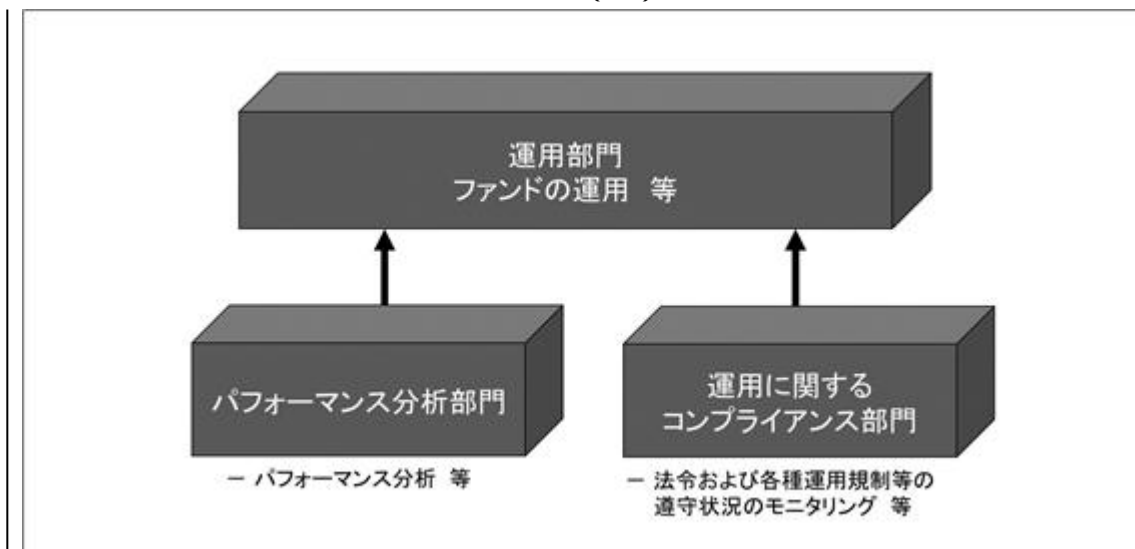 運用部門
ファンドの運用 等
パフォーマンス分析部門
－ パフォーマンス分析 等
運用に関する
コンプライアンス部門
－ 法令および各種運用規制等の
遵守状況のモニタリング 等